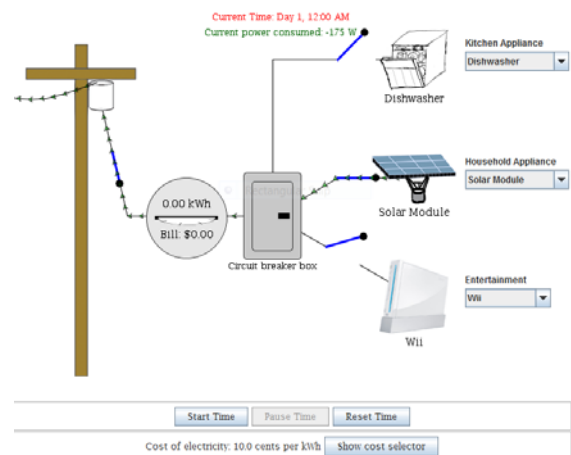 Current Time: Day 1, 12:00 AM
Current power consumed: -175 W
Kitchen Appliance
Dishwasher
Dishwasher
Household Appliance
Solar Module
Solar Module
0.00 kWh
Bill: $0.00
Circuit breaker box
Entertainment
Wii
Wii
Start Time
Pause Time
Reset Time
Cost of electricity: 10.0 cents per kWh
Show cost selector